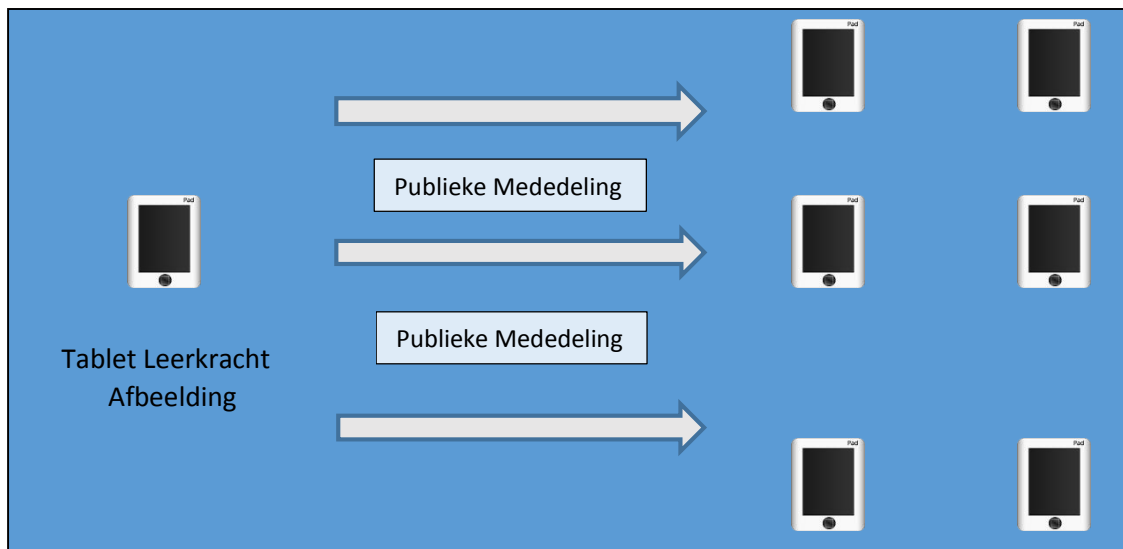 Pad
Pad
Publieke Mededeling
Pad
Pad
Pad
Publieke Mededeling
Tablet Leerkracht
Afbeelding
Pad
Pad